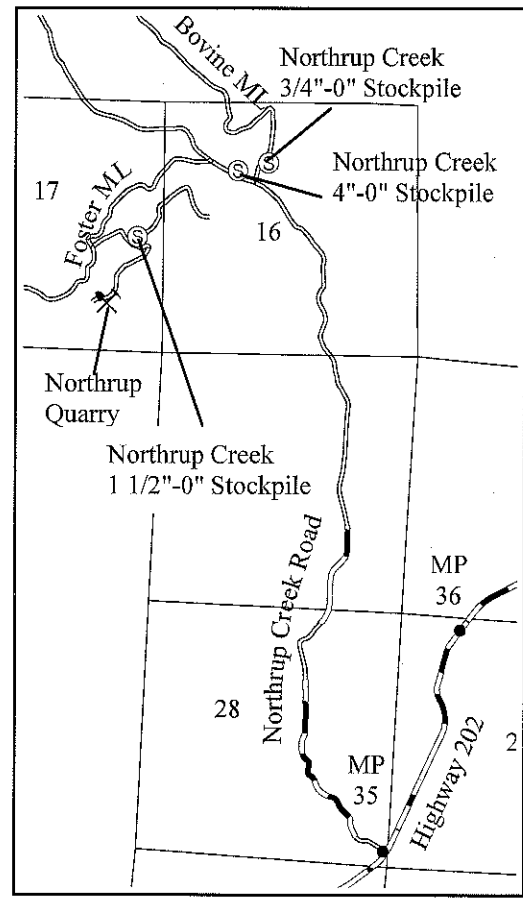 Bovine ML
Northrup Creek
3/4"-0" Stockpile
S
Northrup Creek
4"-0" Stockpile
S
17
Foster ML
S
16
Northrup
Quarry
Northrup Creek
1 1/2"-0" Stockpile
Northrup Creek Road
MP
36
28
2
MP
35
Highway 202